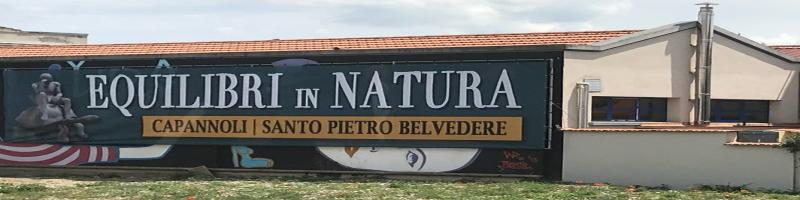 EQUILIBRI IN NATURA
CAPANNOLI | SANTO PIETRO BELVEDERE